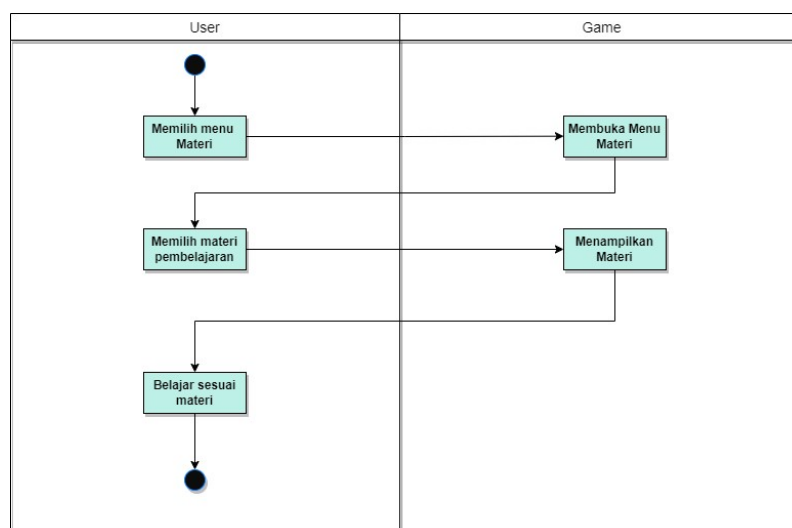 User
Game
Memilih menu
Materi
Membuka Menu
Materi
Memilih materi
pembelajaran
Menampilkan
Materi
Belajar sesuai
materi